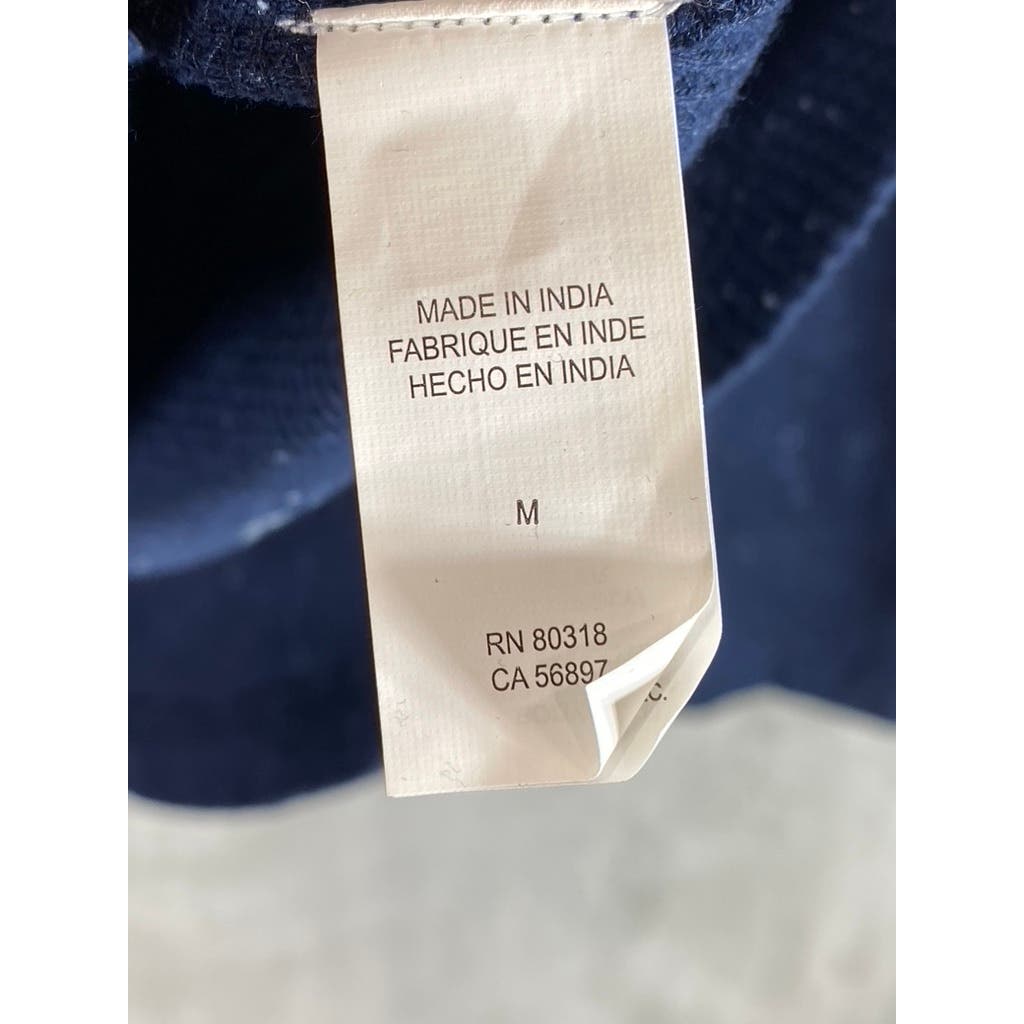 MADE IN INDIA
FABRIQUE EN INDE
HECHO EN INDIA
M
RN 80318
CA 56897
.C.